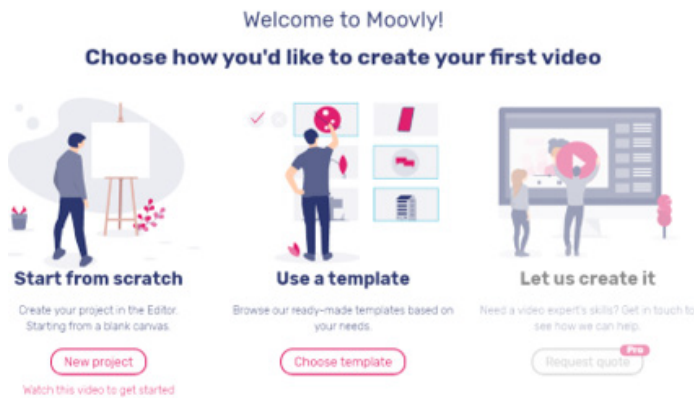 Welcome to Moovly!
Choose how you'd like to create your first video
Start from scratch
Create your project in the Editor.
Starting from a blank canvas.
New project
Watch this video to get started
Use a template
Browse our ready-made templates based on
your needs.
Choose template
Let us create it
Need a video expert's skills? Get in touch to
see how we can help.
Pro
Request quote